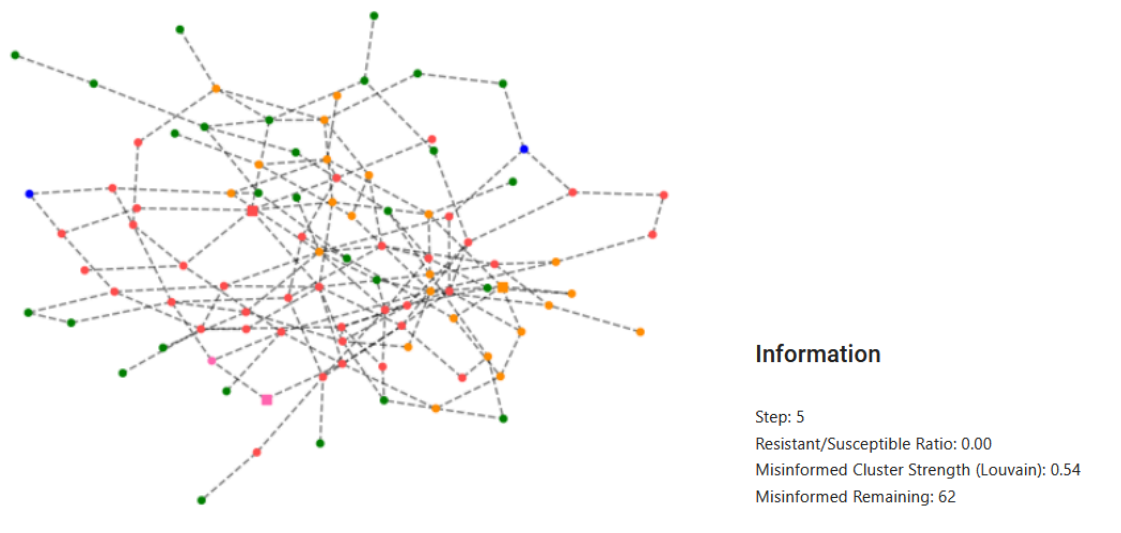 Information
Step: 5
Resistant/Susceptible Ratio: 0.00
Misinformed Cluster Strength (Louvain): 0.54
Misinformed Remaining: 62